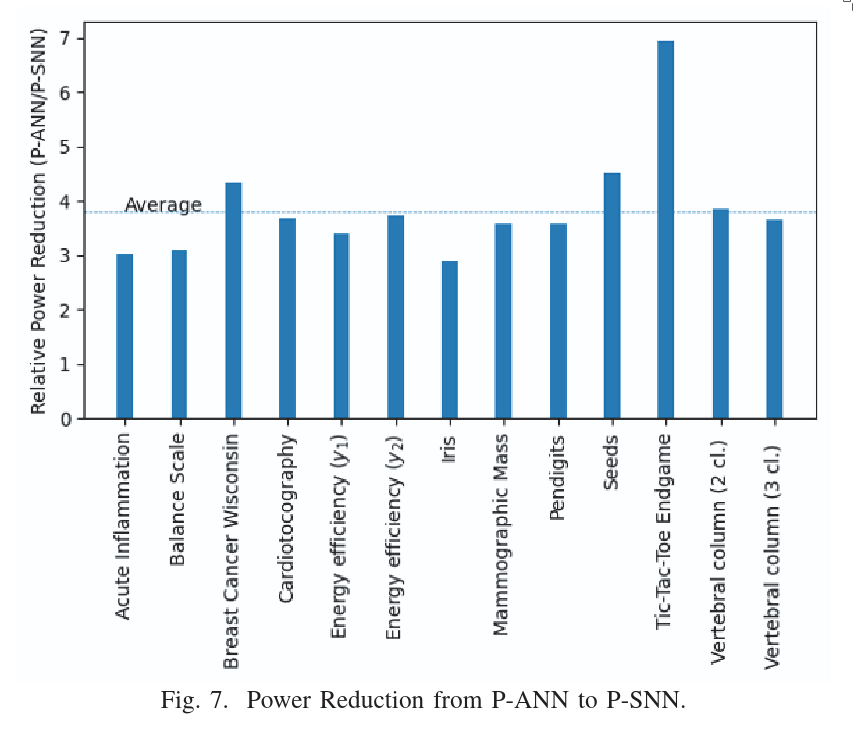 Relative Power Reduction (P-ANN/P-SNN)
7
6
5
4
3
2
1
0
Average
Acute Inflammation
Balance Scale
Breast Cancer Wisconsin
Cardiotocography
Energy efficiency (y₁)
Energy efficiency (y₂)
Iris
Mammographic Mass
Pendigits
Seeds
Tic-Tac-Toe Endgame
Vertebral column (2 cl.)
Vertebral column (3 cl.)
Fig. 7. Power Reduction from P-ANN to P-SNN.